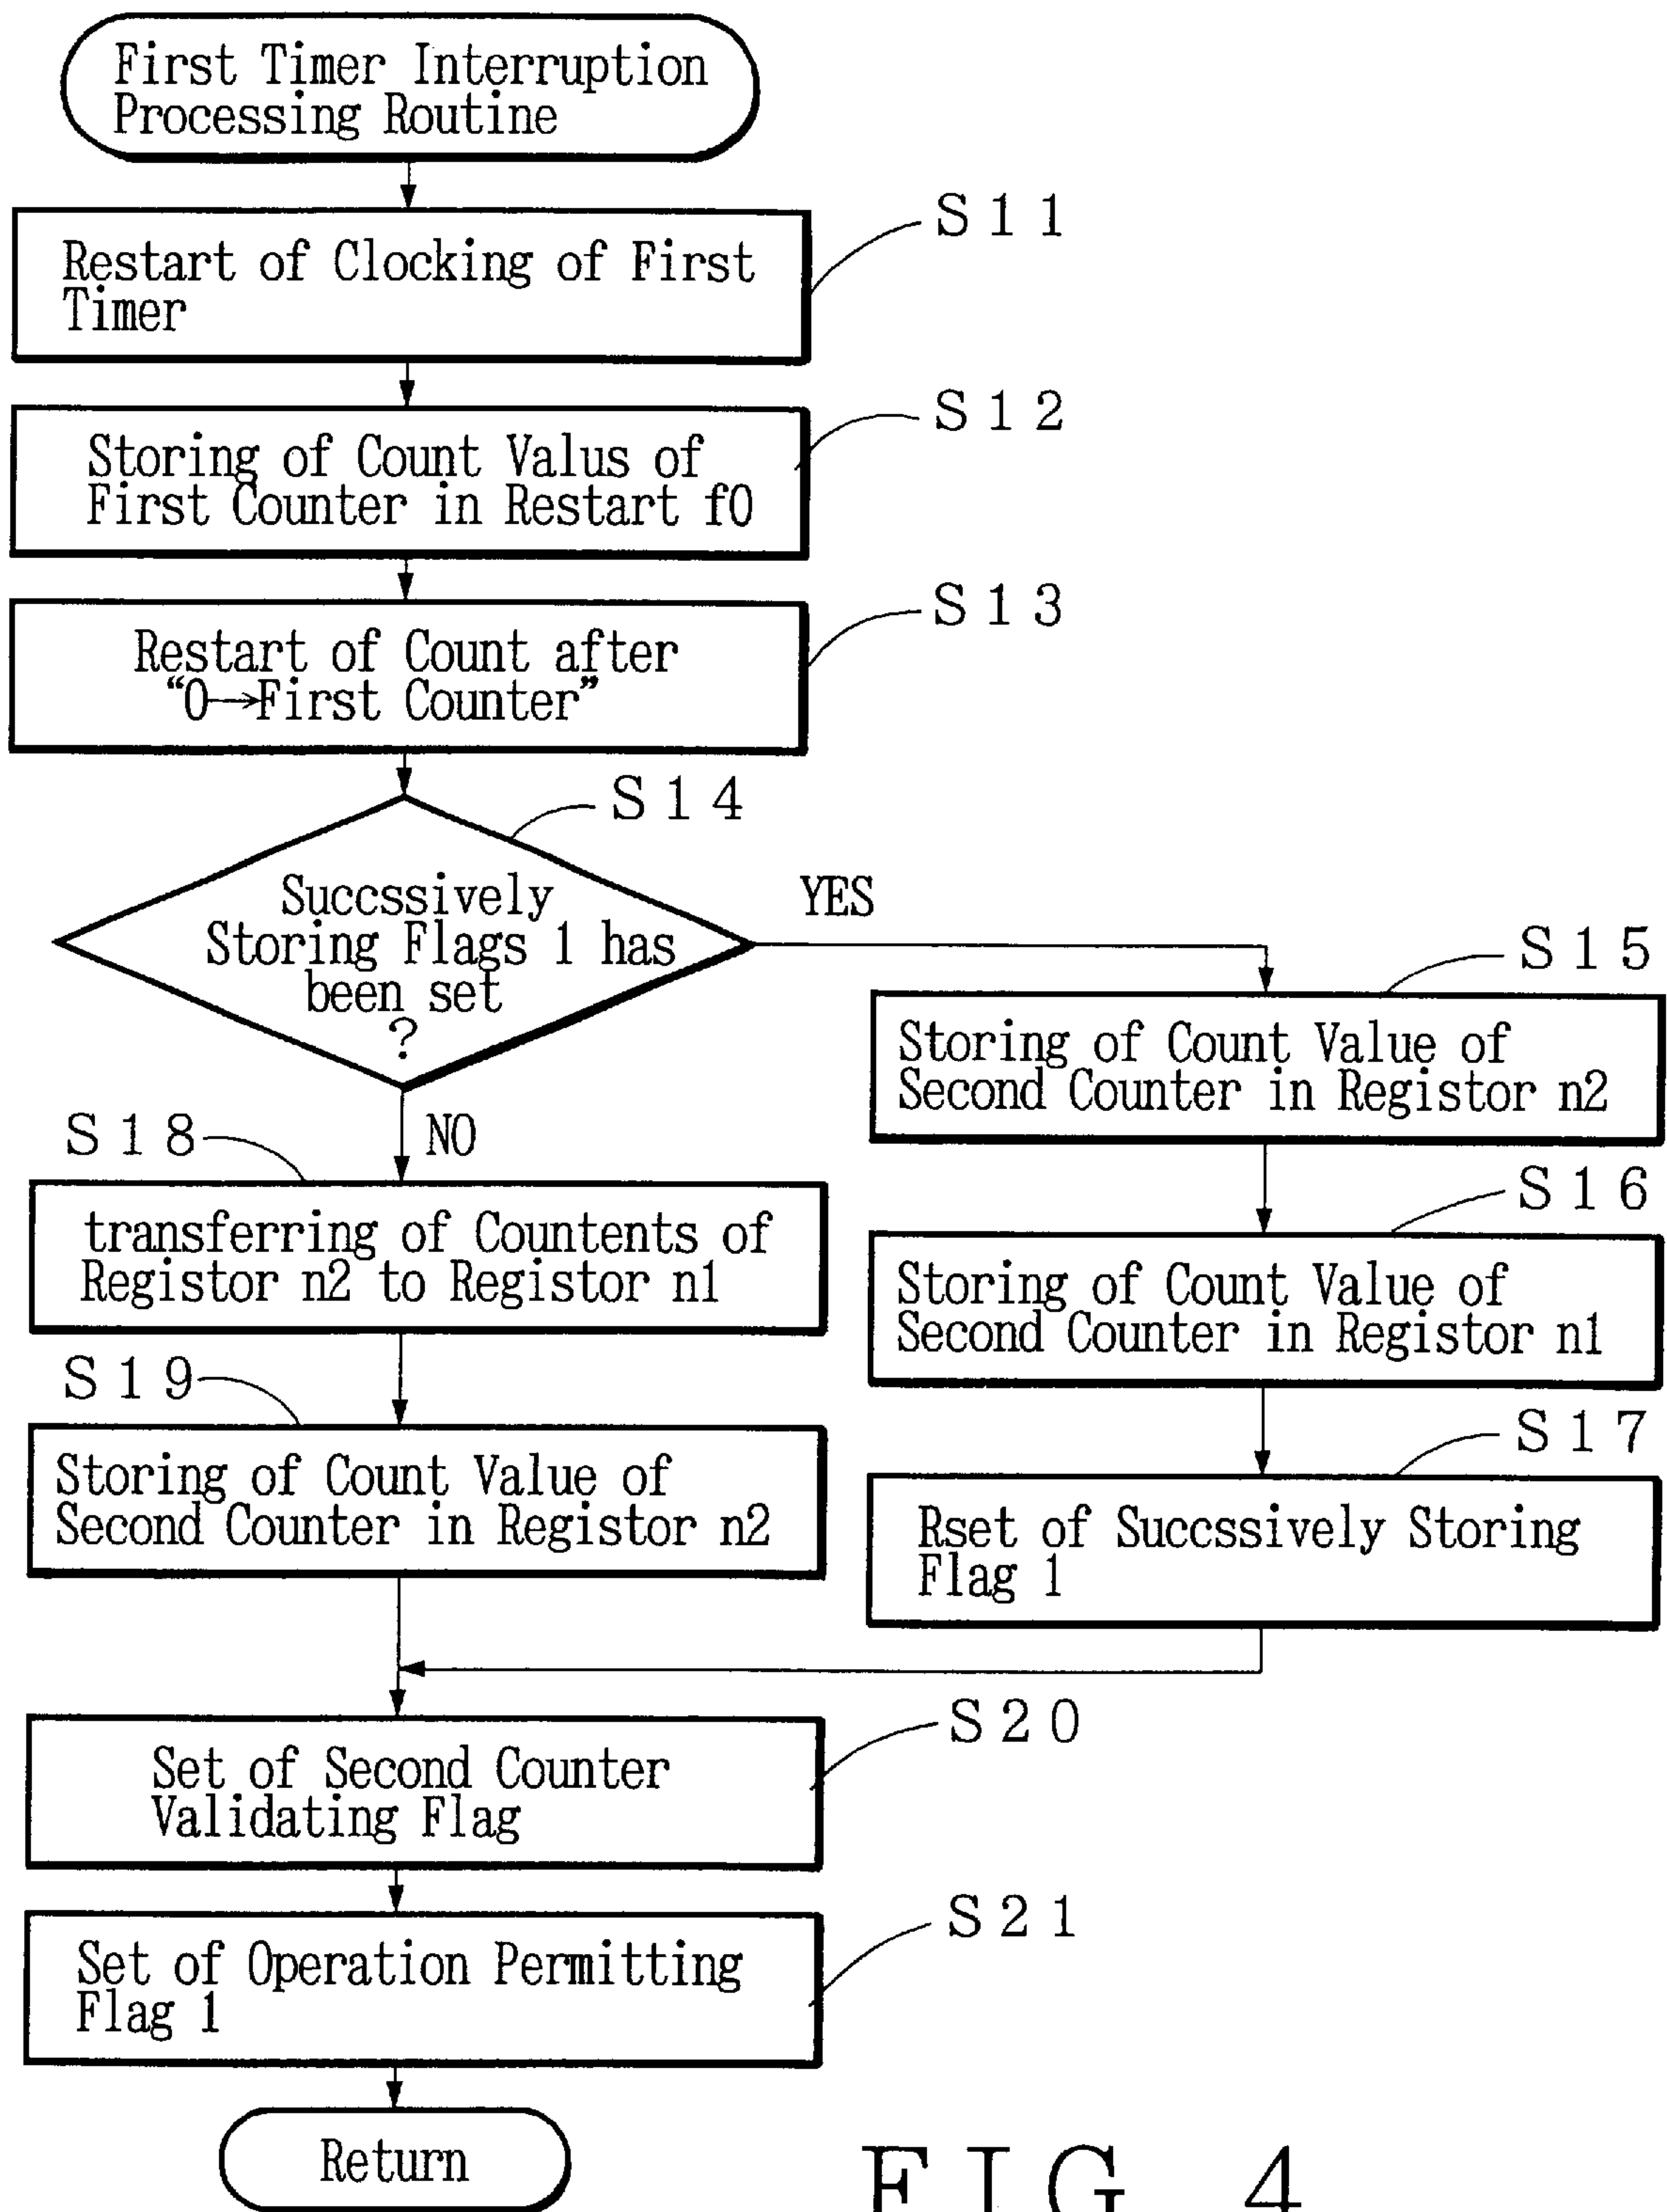 First Timer Interruption
Processing Routine
S11
Restart of Clocking of First
Timer
S12
Storing of Count Valus of
First Counter in Restart f0
S13
Restart of Count after
“0→First Counter”
S14
Succssively
Storing Flags 1 has
been set
?
YES
S15
Storing of Count Value of
Second Counter in Registor n2
S16
Storing of Count Value of
Second Counter in Registor n1
S17
Rset of Succssively Storing
Flag 1
NO
S18
transferring of Countents of
Registor n2 to Registor n1
S19
Storing of Count Value of
Second Counter in Registor n2
S20
Set of Second Counter
Validating Flag
S21
Set of Operation Permitting
Flag 1
Return
FIG 4